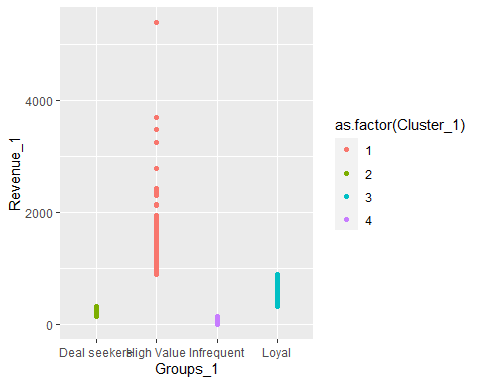 4000
2000
0
Revenue_1
Deal seekers High Value Infrequent Loyal
Groups_1
as.factor(Cluster_1)
1
2
3
4